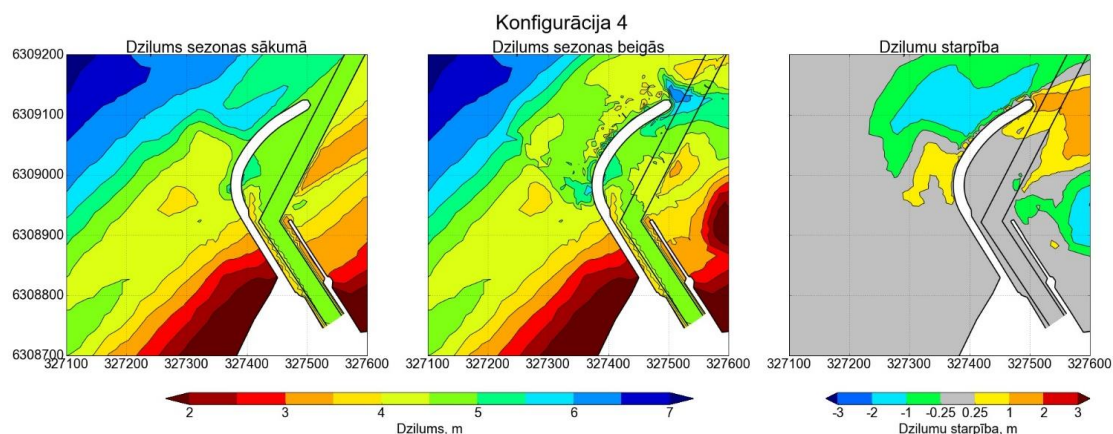 Konfigurācija 4
Dziļums sezonas sākumā
Dziļums sezonas beigās
Dziļumu starpība
6309200
6309100
6309000
6308900
6308800
6308700
327100 327200 327300 327400 327500 327600
327100 327200 327300 327400 327500 327600
327100 327200 327300 327400 327500 327600
2 3 4 5 6 7
Dziļums, m
-3 -2 -1 -0.25 0.25 1 2 3
Dziļumu starpība, m